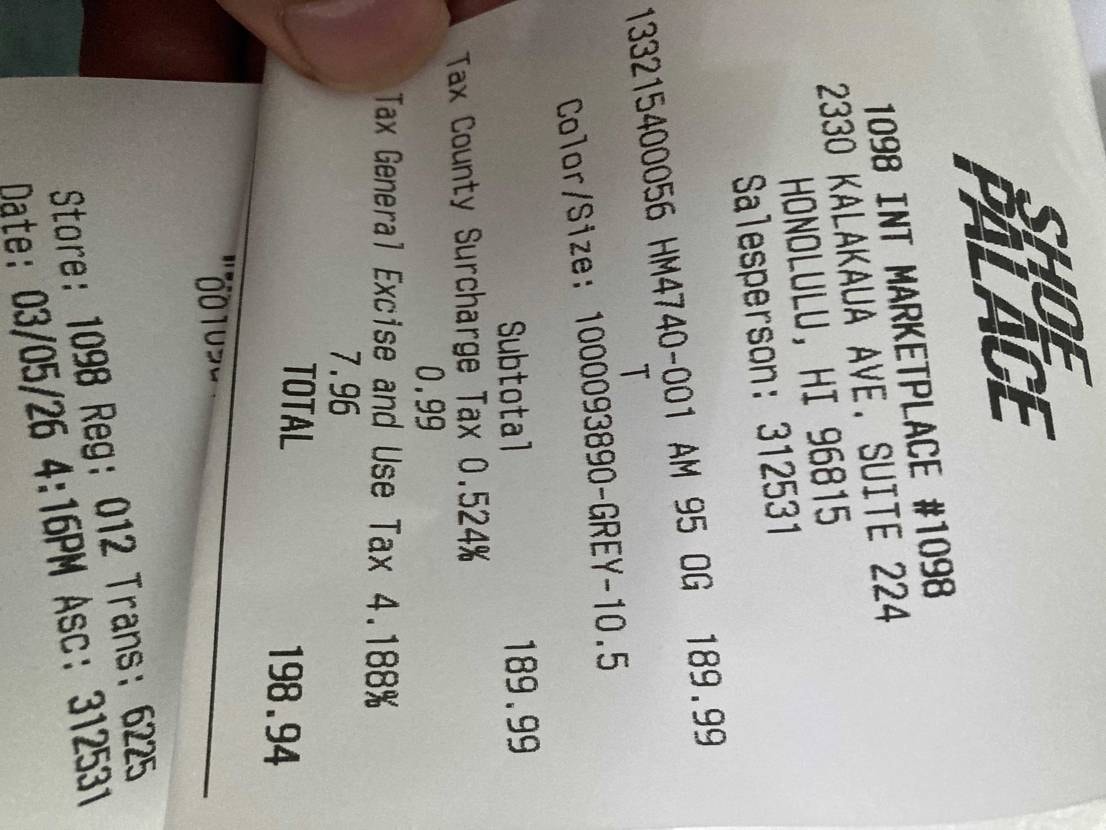 SHOE
PALACE
1098 INT MARKETPLACE #1098
2330 KALAKAUA AVE. SUITE 224
HONOLULU, HI 96815
Salesperson: 312531
133215400056 HM4740-001 AM 95 OG 189.99
T
Color/Size: 1000093890-GREY-10.5
Subtotal 189.99
Tax County Surcharge Tax 0.524%
0.99
Tax General Excise and Use Tax 4.188%
7.96
TOTAL 198.94
Store: 1098 Reg: 012 Trans: 6225
Date: 03/05/26 4:16PM Asc: 312531